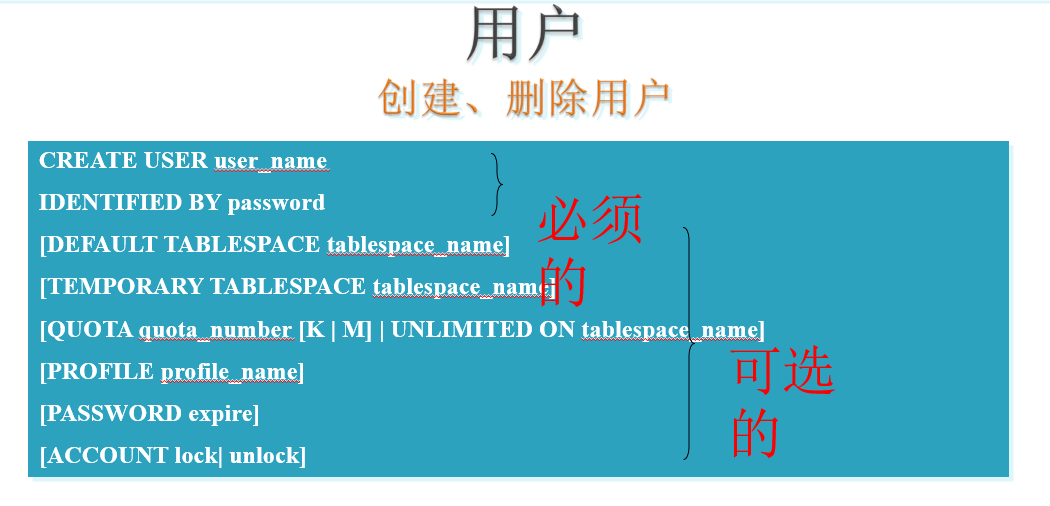 用户
创建、删除用户
CREATE USER user_name
IDENTIFIED BY password
[DEFAULT TABLESPACE tablespace_name]
[TEMPORARY TABLESPACE tablespace_name]
[QUOTA quota_number [K | M] | UNLIMITED ON tablespace_name]
[PROFILE profile_name]
[PASSWORD expire]
[ACCOUNT lock| unlock]
必须
的
可选
的